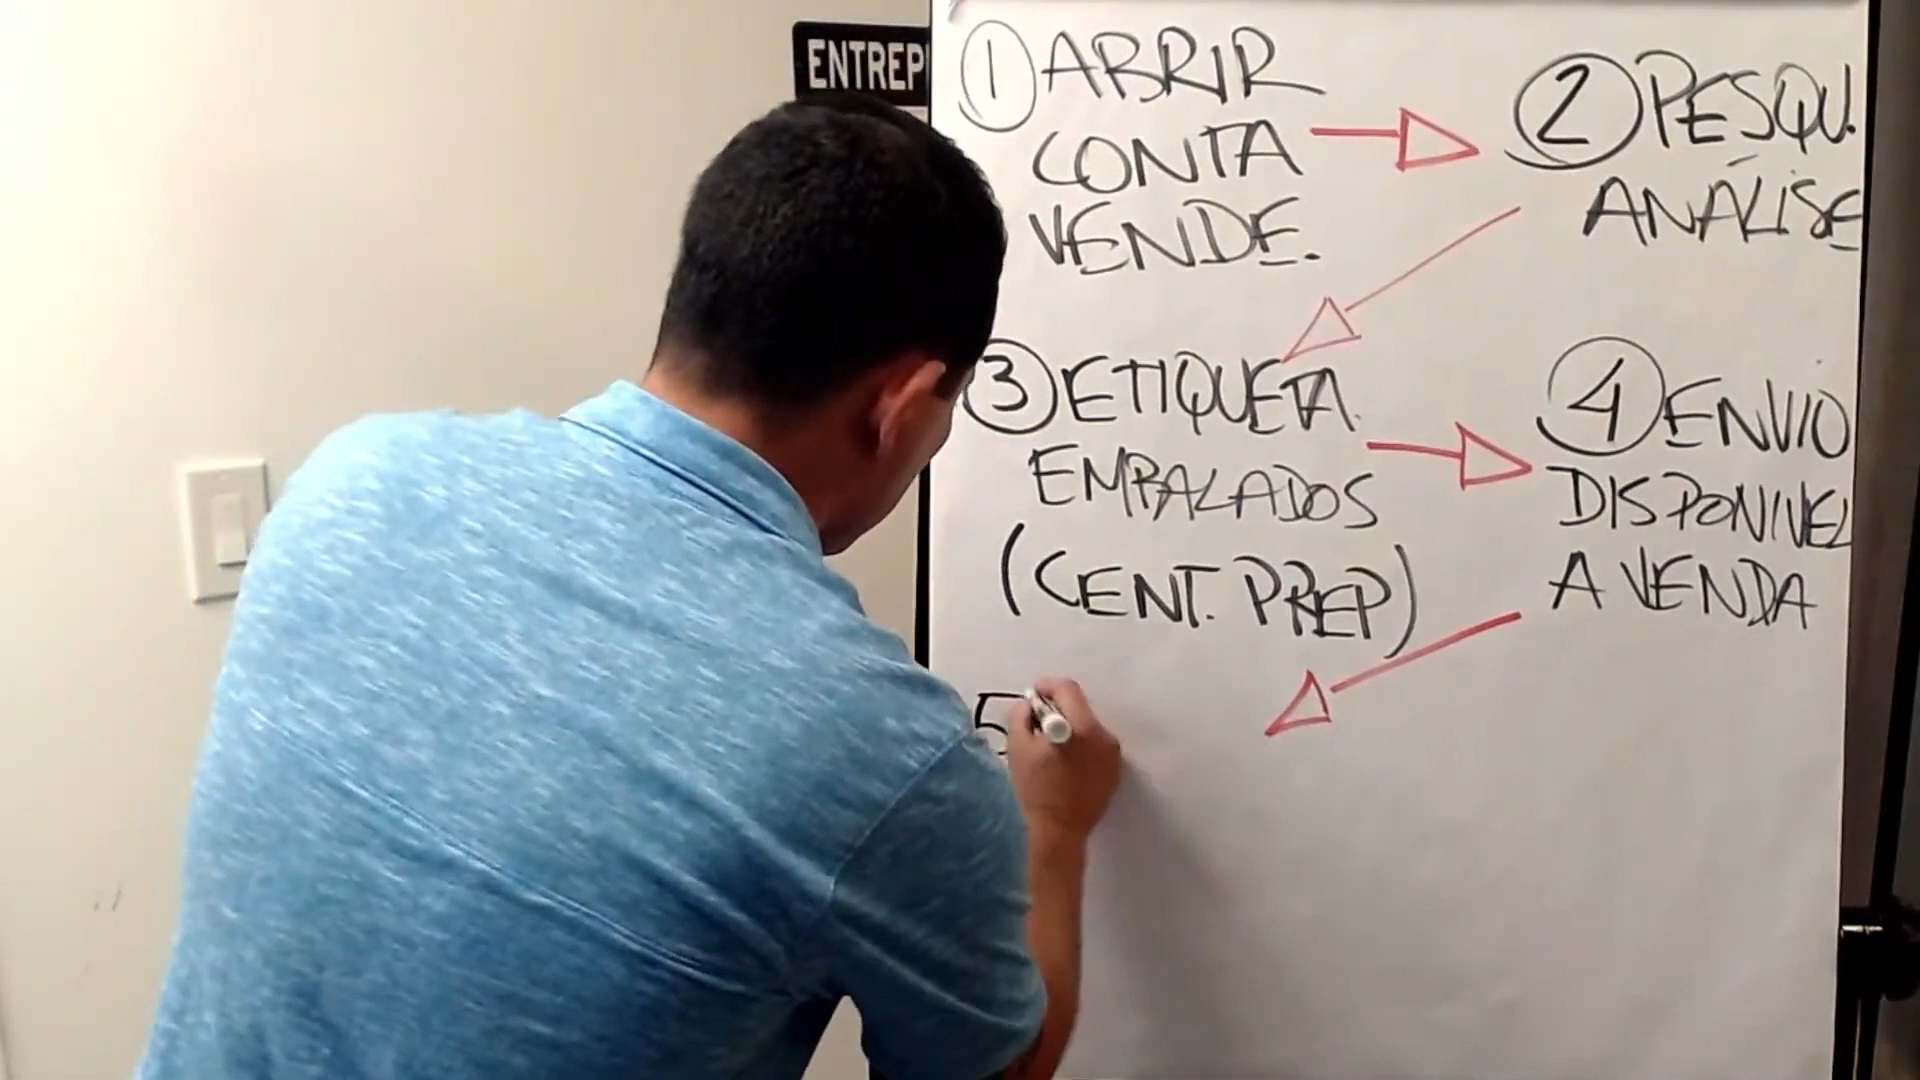 ENTREP
① ABRIR
CONTA
VENDE.
② PESQU.
ANÁLISE
③ ETIQUETA.
EMBALADOS
(CENT. PREP)
④ ENVIO
DISPONIVEL
A VENDA
5